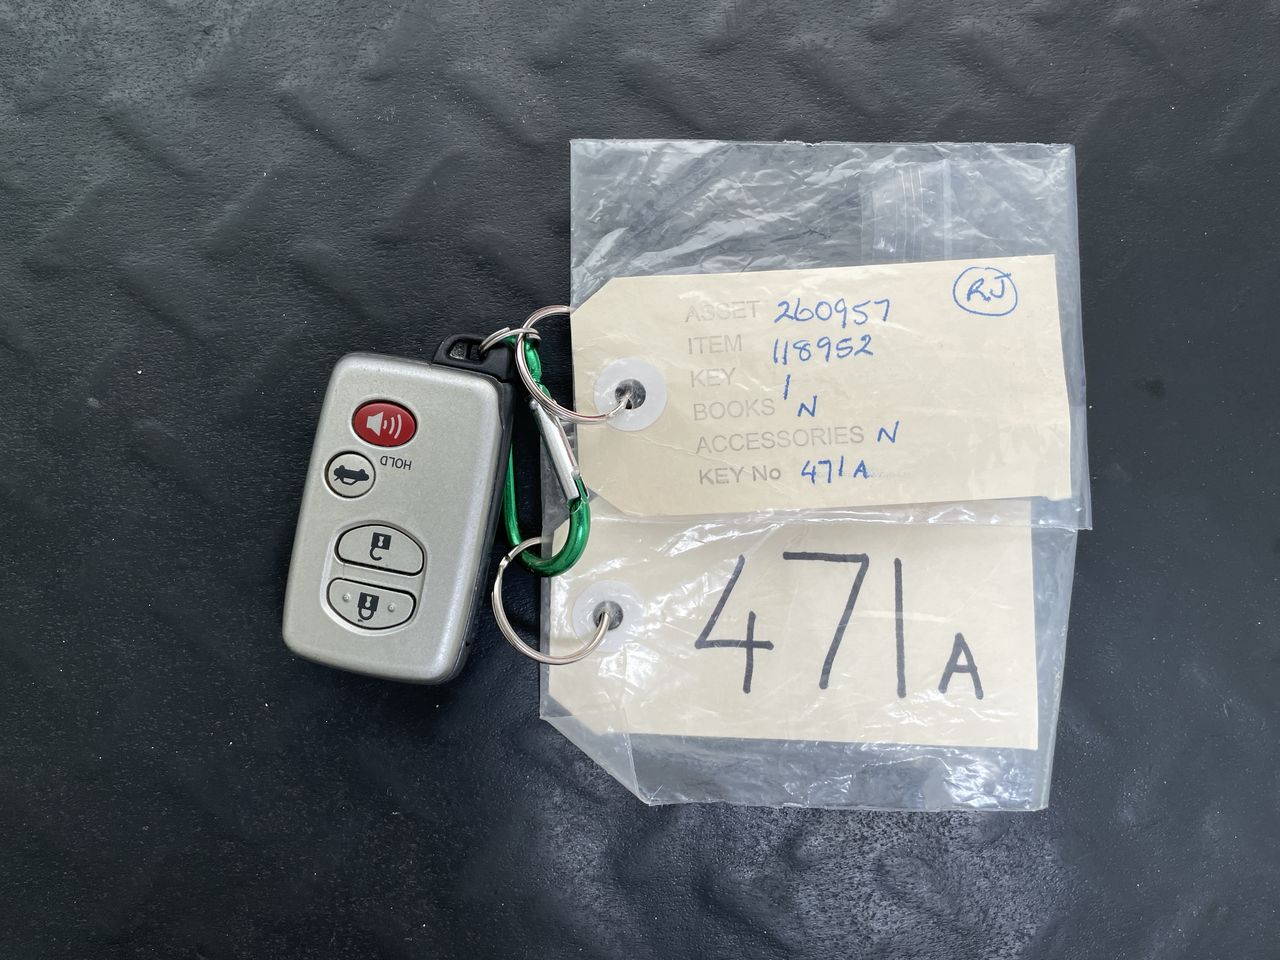 HOLD
RJ
ASSET 260957
ITEM 118952
KEY 1
BOOKS N
ACCESSORIES N
KEY No 471A
471A